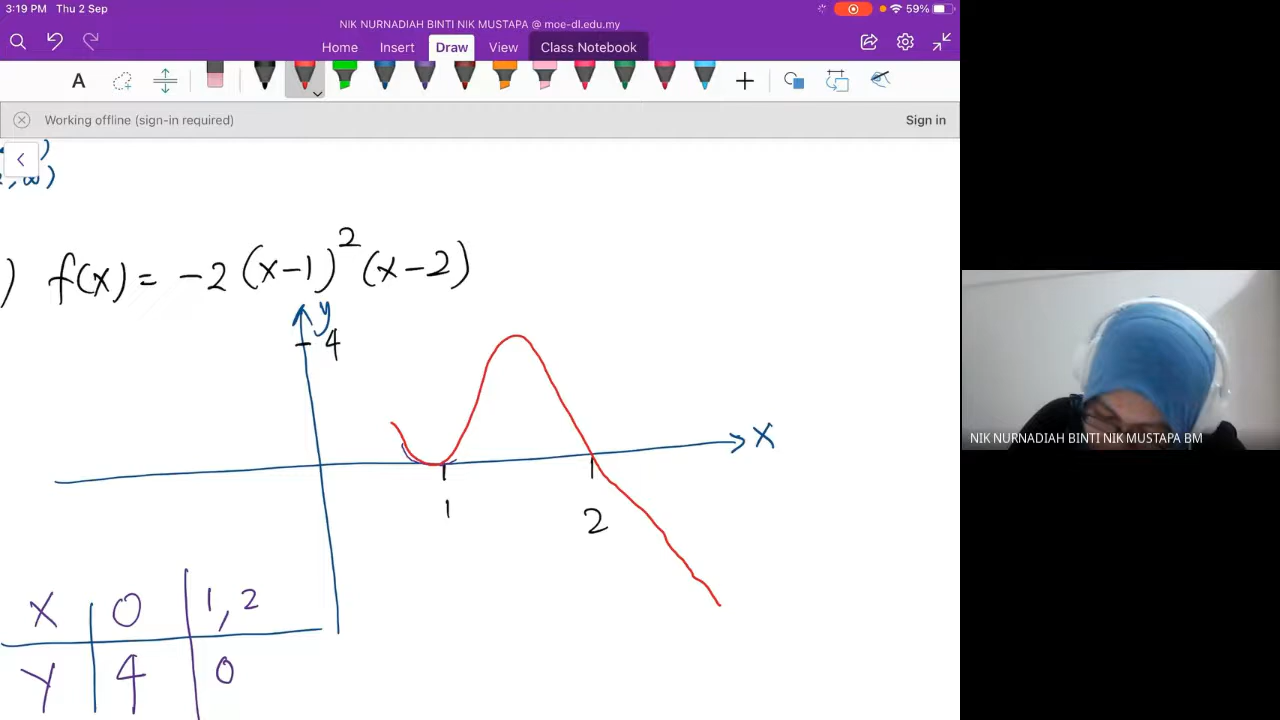 3:19 PM Thu 2 Sep
59%
NIK NURNADIAH BINTI NIK MUSTAPA @ moe-dl.edu.my
Home Insert Draw View Class Notebook
A
Working offline (sign-in required) Sign in
, ∞)
) f(x) = -2 (x-1)² (x-2)
y
4
x
1
2
X 0 1, 2
Y 4 0
NIK NURNADIAH BINTI NIK MUSTAPA BM